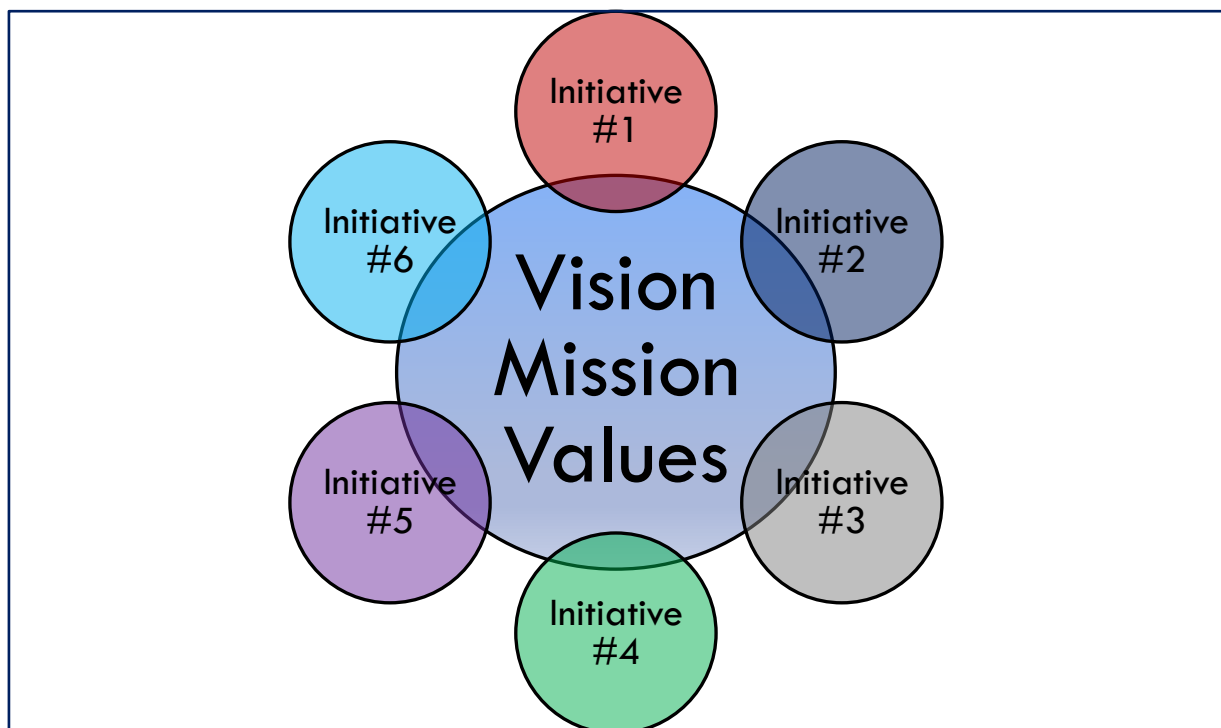 Initiative
#1
Initiative
#2
Initiative
#3
Initiative
#4
Initiative
#5
Initiative
#6
Vision
Mission
Values